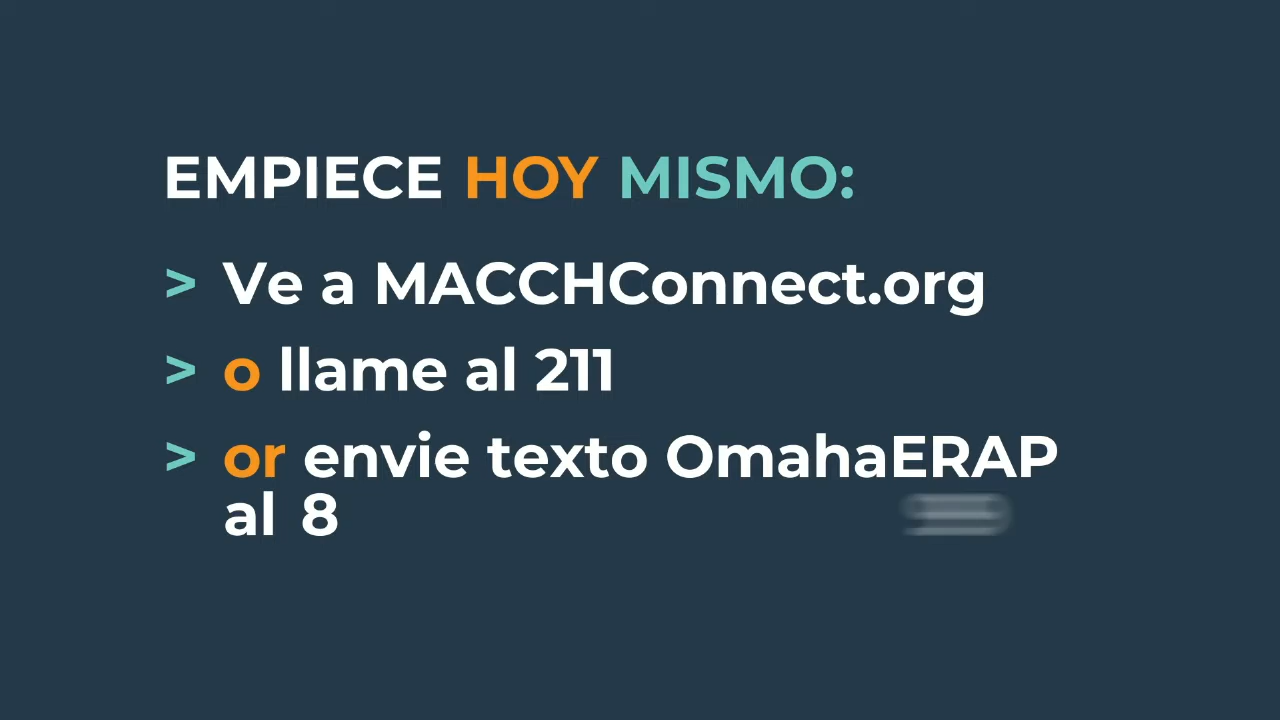 EMPIECE HOY MISMO:
> Ve a MACCHConnect.org
> o llame al 211
> or envie texto OmahaERAP
al 8